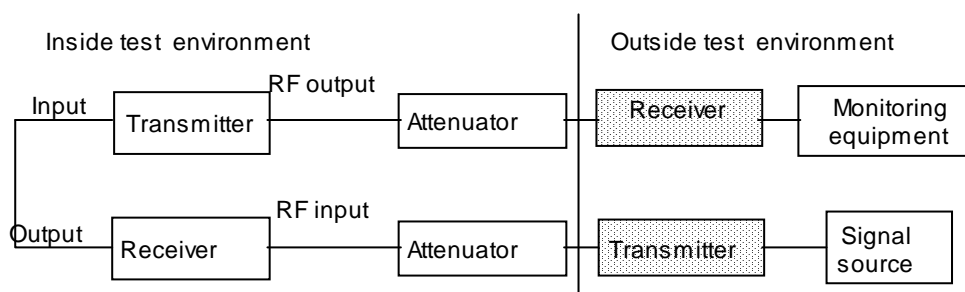 Inside test environment
Outside test environment
RF output
Input
Transmitter
Attenuator
Receiver
Monitoring
equipment
RF input
Output
Receiver
Attenuator
Transmitter
Signal
source